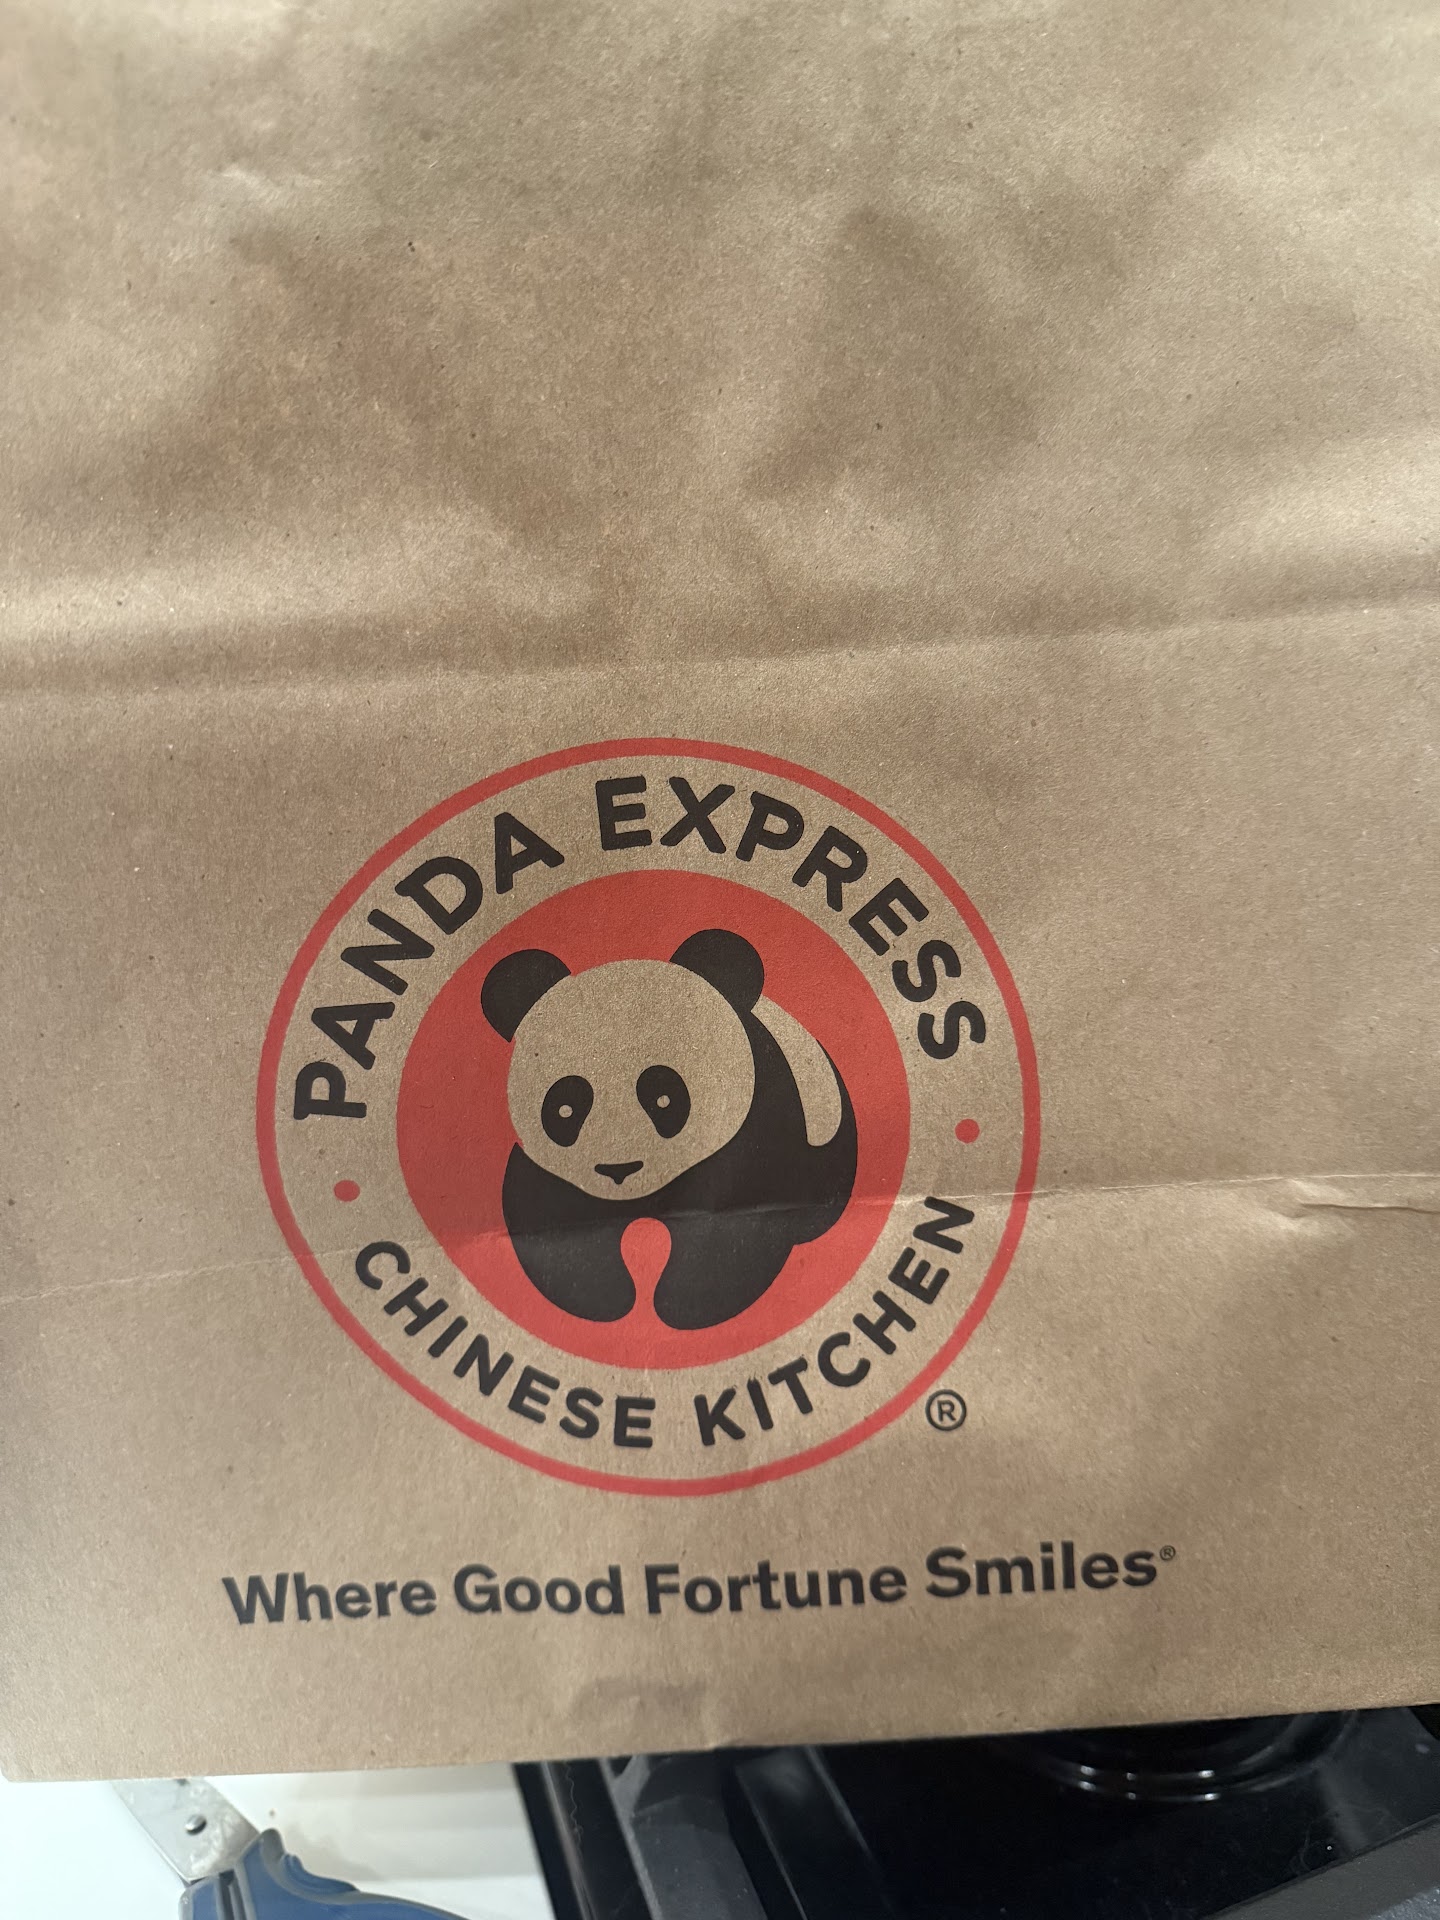 PANDA EXPRESS
CHINESE KITCHEN
®
Where Good Fortune Smiles®